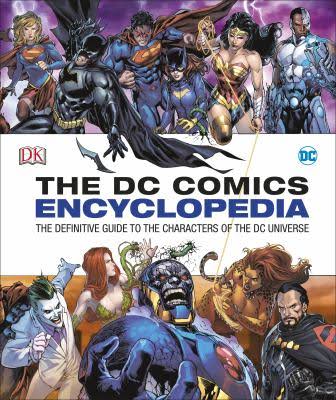 DK
DC
THE DC COMICS
ENCYCLOPEDIA
THE DEFINITIVE GUIDE TO THE CHARACTERS OF THE DC UNIVERSE